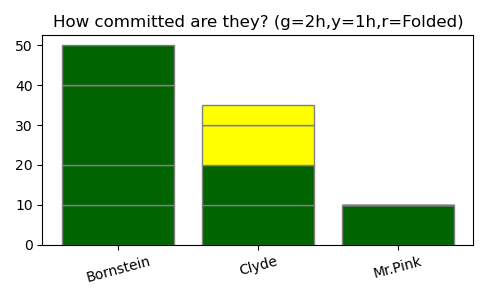 How committed are they? (g=2h,y=1h,r=Folded)
50
40
30
20
10
0
Bornstein
Clyde
Mr.Pink